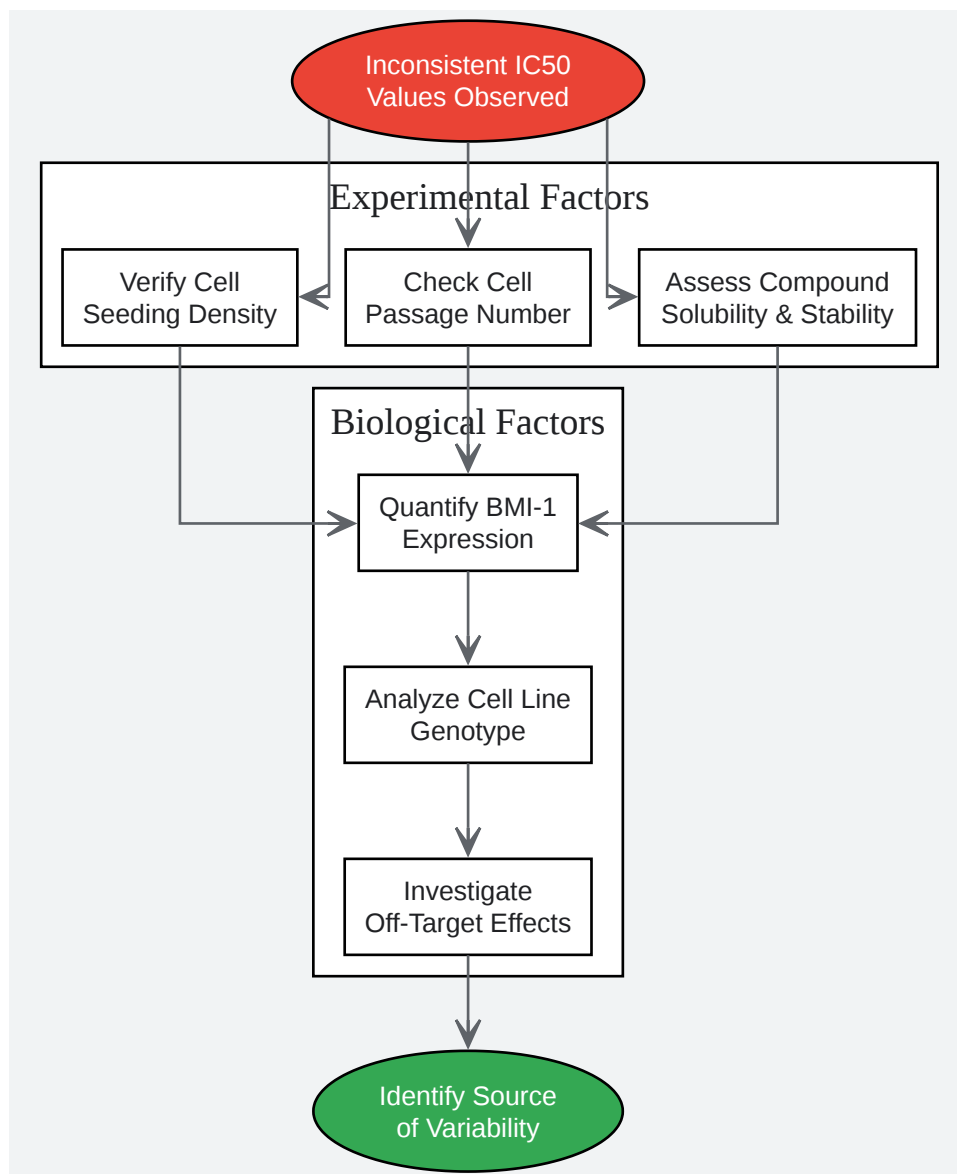 Inconsistent IC50
Values Observed
Experimental Factors
Verify Cell
Seeding Density
Check Cell
Passage Number
Assess Compound
Solubility & Stability
Biological Factors
Quantify BMI-1
Expression
Analyze Cell Line
Genotype
Investigate
Off-Target Effects
Identify Source
of Variability